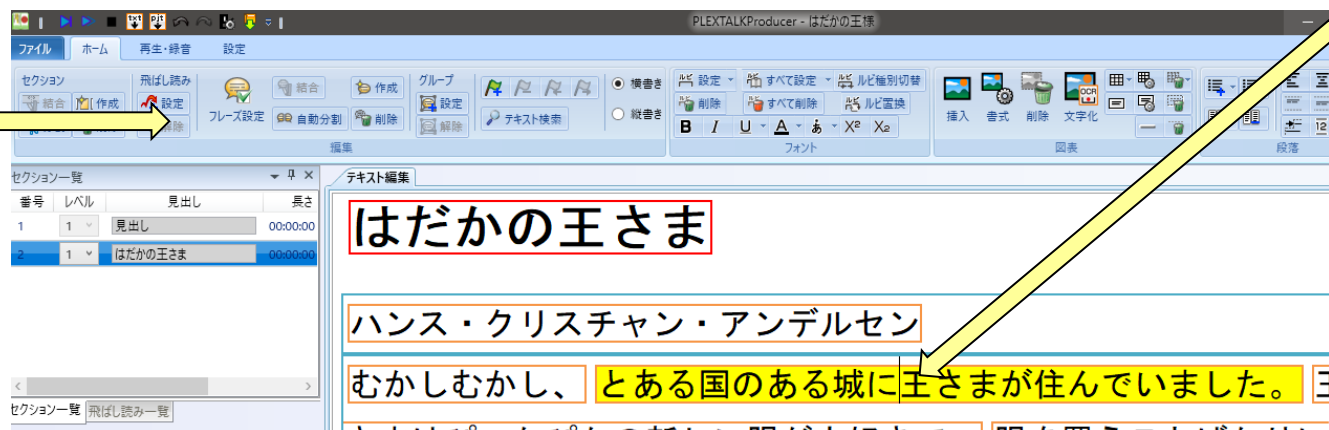 PLEXTALKProducer - はだかの王様
ファイル ホーム 再生・録音 設定
セクション 飛ばし読み グループ
結合 作成 設定 フレーズ設定 結合 作成 設定 横書き 設定 すべて設定 ルビ種別切替 挿入 書式 削除 文字化
解除 自動分割 削除 解除 テキスト検索 縦書き 削除 すべて削除 ルビ置換
B I U A あ X² X₂
編集 フォント 図表 段落
セクション一覧 テキスト編集
番号 レベル 見出し 長さ
1 1 見出し 00:00:00
2 1 はだかの王さま 00:00:00
セクション一覧 飛ばし読み一覧
はだかの王さま
ハンス・クリスチャン・アンデルセン
むかしむかし、 とある国のある城に王さまが住んでいました。